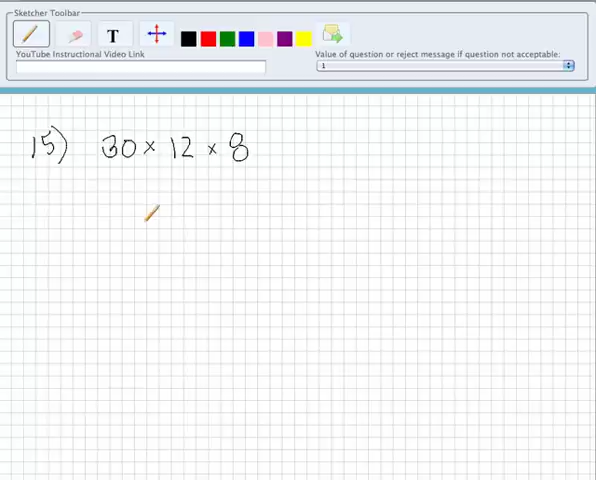 Sketcher Toolbar
T
YouTube Instructional Video Link
Value of question or reject message if question not acceptable:
1
15) 30 × 12 × 8